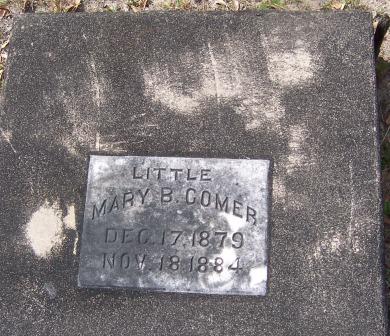 LITTLE
MARY B. COMER
DEC. 17, 1879
NOV. 18 1884